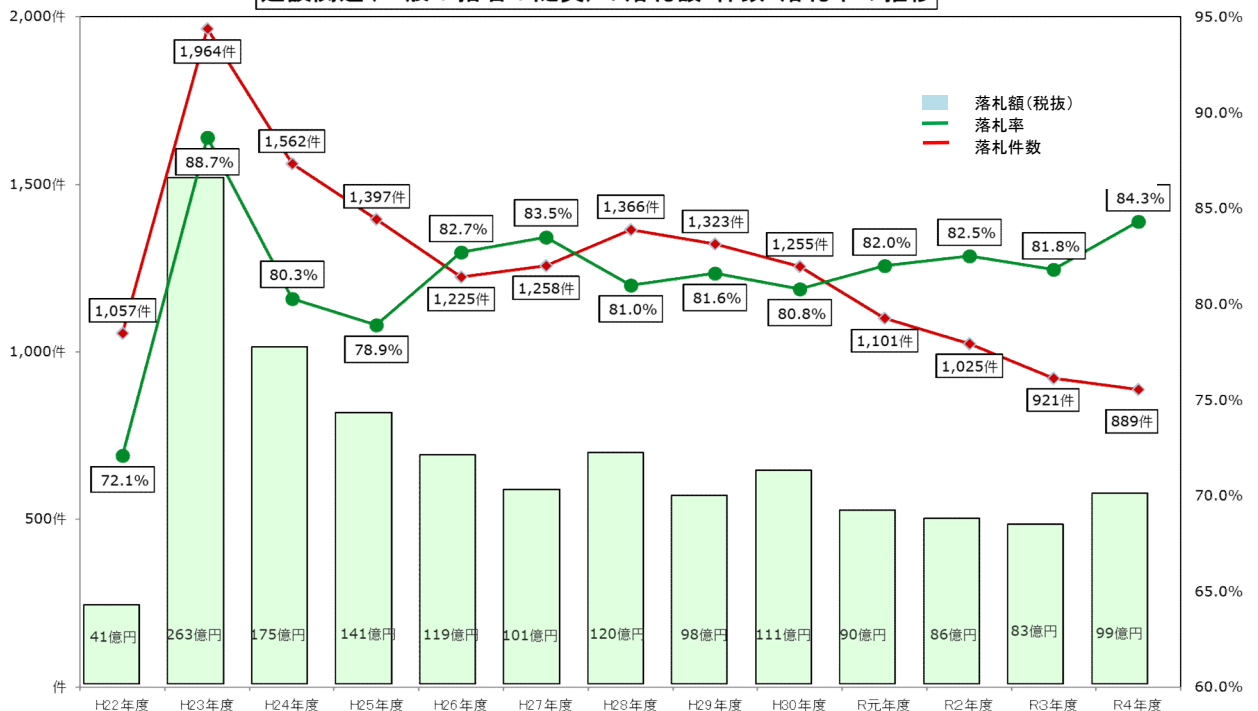 2,000件
95.0%
1,964件
90.0%
落札額(税抜)
落札率
落札件数
1,562件
88.7%
1,500件
1,397件
1,366件
1,323件
1,255件
84.3%
85.0%
82.7%
83.5%
82.0%
82.5%
81.8%
80.3%
1,057件
1,225件
1,258件
81.0%
81.6%
80.8%
80.0%
78.9%
1,000件
1,101件
1,025件
921件
889件
75.0%
72.1%
70.0%
500件
65.0%
41億円
263億円
175億円
141億円
119億円
101億円
120億円
98億円
111億円
90億円
86億円
83億円
99億円
件
60.0%
H22年度
H23年度
H24年度
H25年度
H26年度
H27年度
H28年度
H29年度
H30年度
R元年度
R2年度
R3年度
R4年度